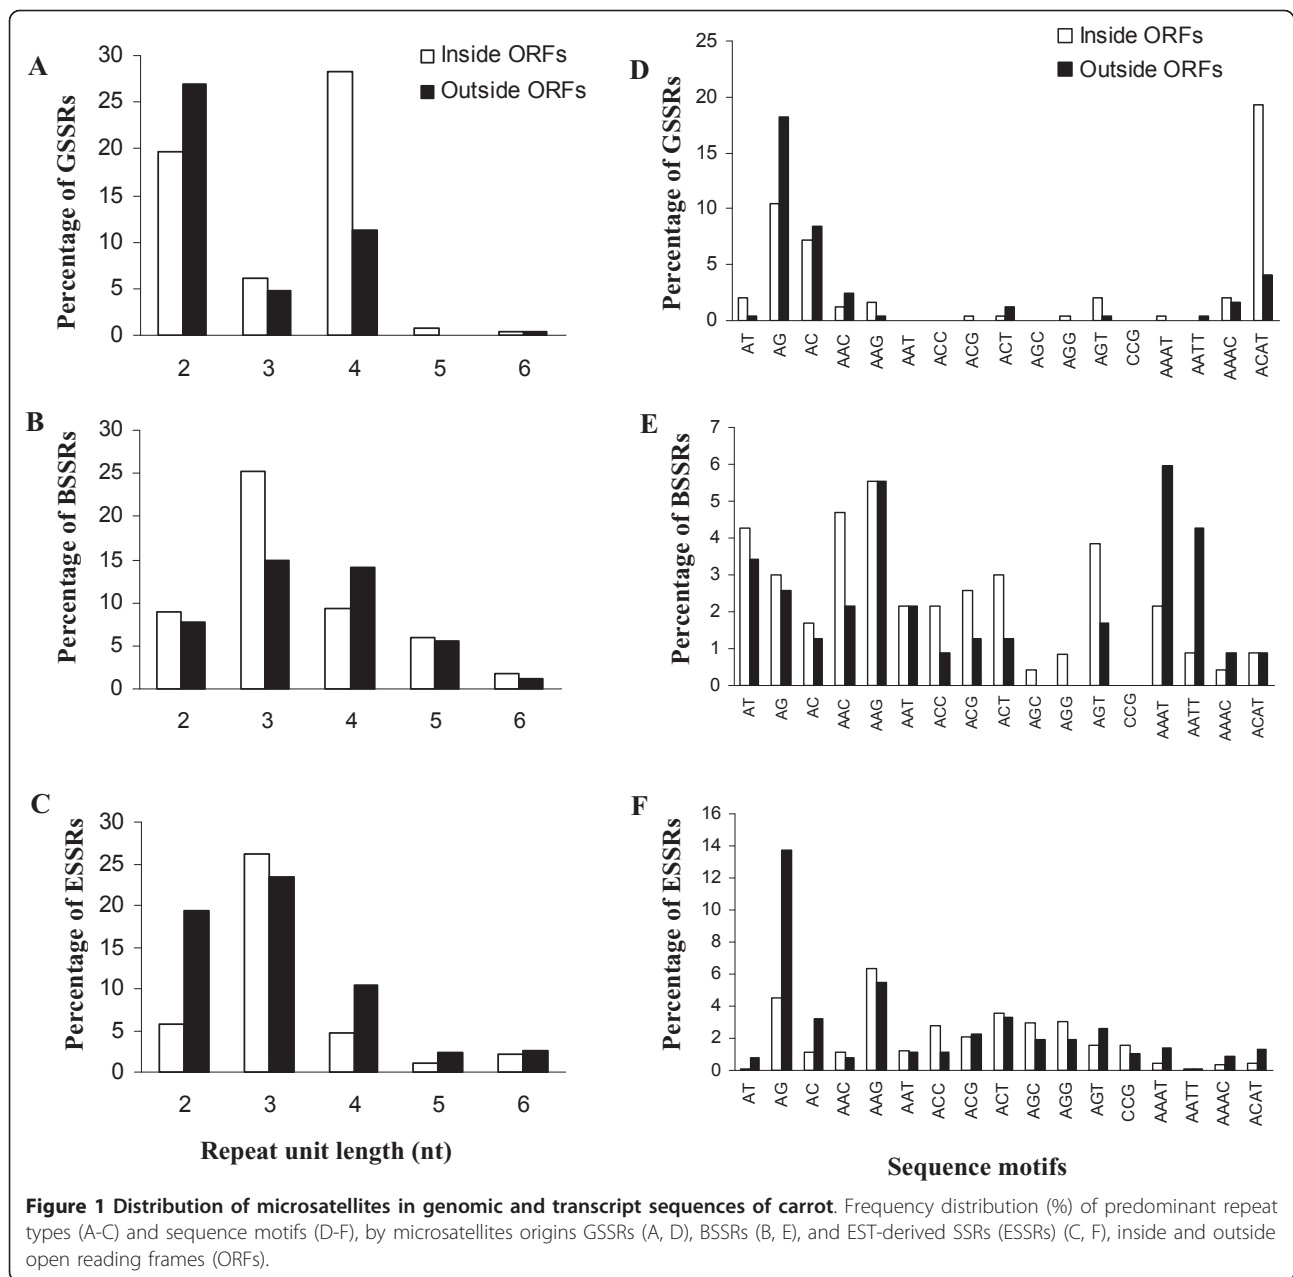 A
Percentage of GSSRs
30
25
20
15
10
5
0
Inside ORFs
Outside ORFs
2 3 4 5 6
B
Percentage of BSSRs
30
25
20
15
10
5
0
2 3 4 5 6
C
Percentage of ESSRs
30
25
20
15
10
5
0
2 3 4 5 6
Repeat unit length (nt)
D
Percentage of GSSRs
25
20
15
10
5
0
Inside ORFs
Outside ORFs
AT AG AC AAC AAG AAT ACC ACG ACT AGC AGG AGT CCG AAAT AATT AAAC ACAT
E
Percentage of BSSRs
7
6
5
4
3
2
1
0
AT AG AC AAC AAG AAT ACC ACG ACT AGC AGG AGT CCG AAAT AATT AAAC ACAT
F
Percentage of ESSRs
16
14
12
10
8
6
4
2
0
AT AG AC AAC AAG AAT ACC ACG ACT AGC AGG AGT CCG AAAT AATT AAAC ACAT
Sequence motifs
Figure 1 Distribution of microsatellites in genomic and transcript sequences of carrot. Frequency distribution (%) of predominant repeat
types (A-C) and sequence motifs (D-F), by microsatellites origins GSSRs (A, D), BSSRs (B, E), and EST-derived SSRs (ESSRs) (C, F), inside and outside
open reading frames (ORFs).